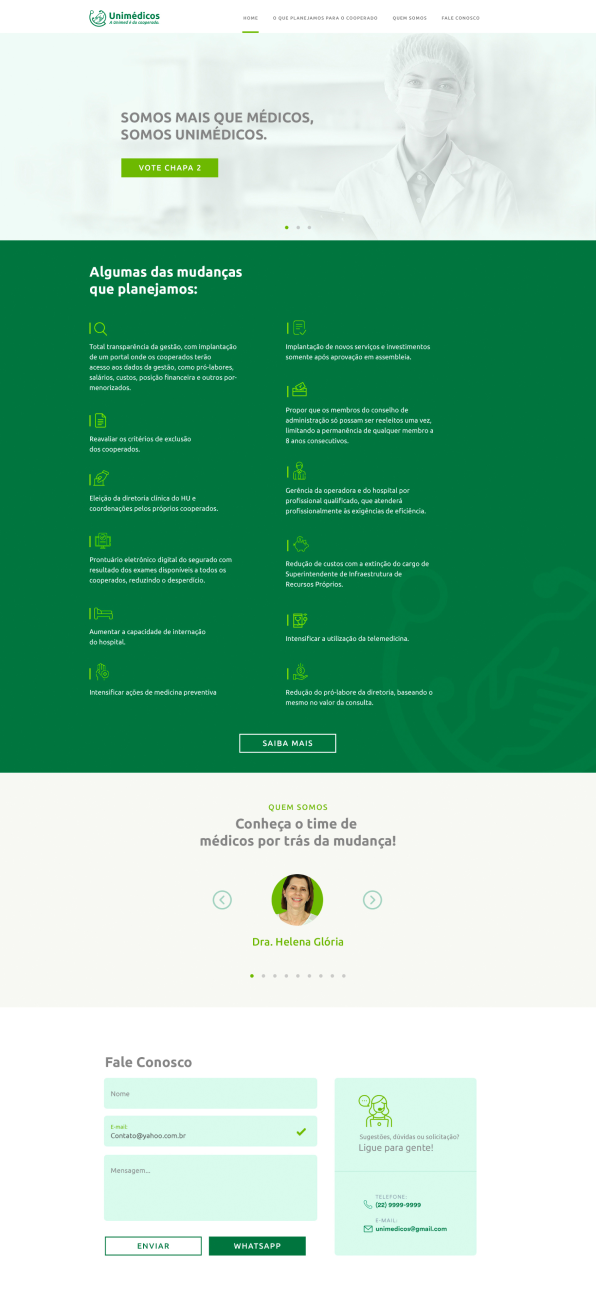 Unimédicos
A Unimed é do cooperado.
HOME
O QUE PLANEJAMOS PARA O COOPERADO
QUEM SOMOS
FALE CONOSCO
SOMOS MAIS QUE MÉDICOS,
SOMOS UNIMÉDICOS.
VOTE CHAPA 2
Algumas das mudanças
que planejamos:
Total transparência da gestão, com implantação
de um portal onde os cooperados terão
acesso aos dados da gestão, como pró-labores,
salários, custos, posição financeira e outros por-
menorizados.
Reavaliar os critérios de exclusão
dos cooperados.
Eleição da diretoria clínica do HU e
coordenações pelos próprios cooperados.
Prontuário eletrônico digital do segurado com
resultado dos exames disponíveis a todos os
cooperados, reduzindo o desperdício.
Aumentar a capacidade de internação
do hospital.
Intensificar ações de medicina preventiva
Implantação de novos serviços e investimentos
somente após aprovação em assembleia.
Propor que os membros do conselho de
administração só possam ser reeleitos uma vez,
limitando a permanência de qualquer membro a
8 anos consecutivos.
Gerência da operadora e do hospital por
profissional qualificado, que atenderá
profissionalmente às exigências de eficiência.
Redução de custos com a extinção do cargo de
Superintendente de Infraestrutura de
Recursos Próprios.
Intensificar a utilização da telemedicina.
Redução do pró-labore da diretoria, baseando o
mesmo no valor da consulta.
SAIBA MAIS
QUEM SOMOS
Conheça o time de
médicos por trás da mudança!
Dra. Helena Glória
Fale Conosco
Nome
E-mail:
Contato@yahoo.com.br
Mensagem...
ENVIAR
WHATSAPP
Sugestões, dúvidas ou solicitação?
Ligue para gente!
TELEFONE:
(22) 9999-9999
E-MAIL:
unimedicos@gmail.com